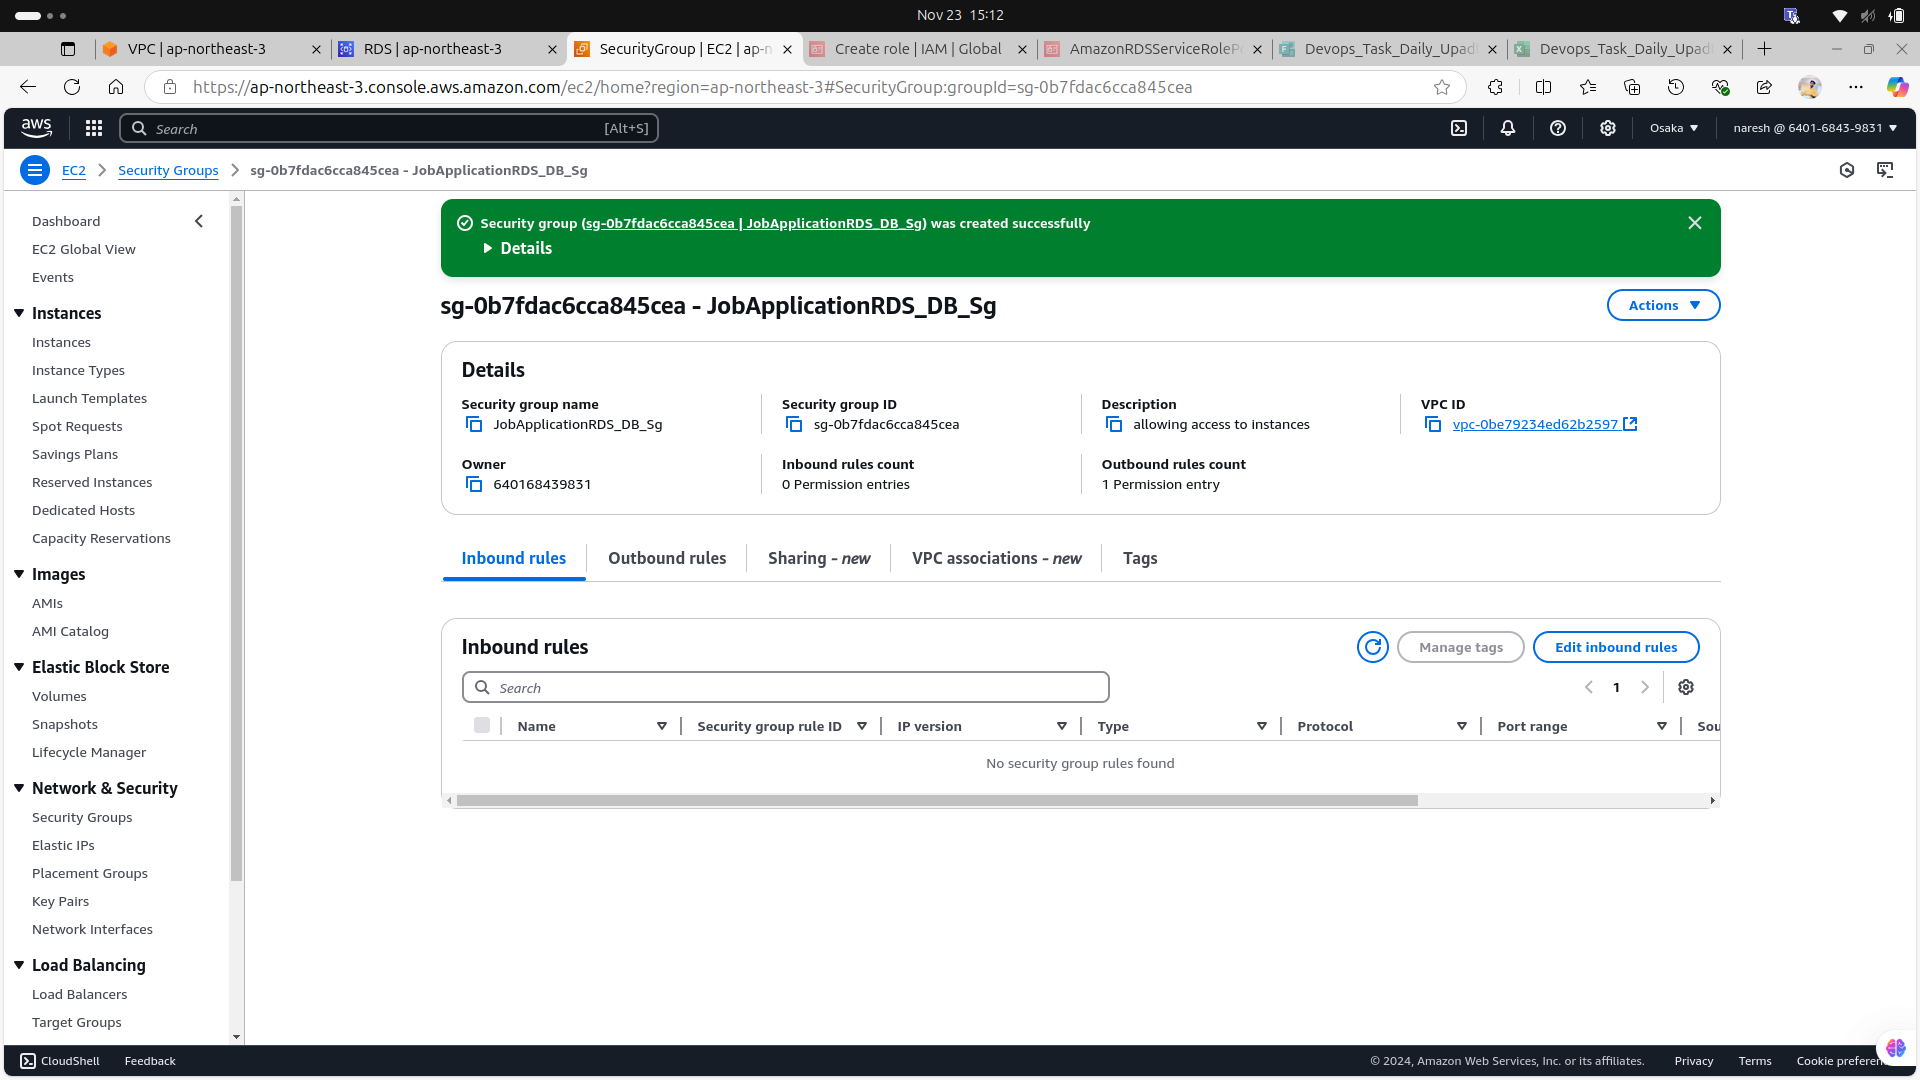 Nov 23 15:12
VPC | ap-northeast-3
RDS | ap-northeast-3
SecurityGroup | EC2 | ap-n
Create role | IAM | Global
AmazonRDSServiceRoleP
Devops_Task_Daily_Upad
Devops_Task_Daily_Upad
https://ap-northeast-3.console.aws.amazon.com/ec2/home?region=ap-northeast-3#SecurityGroup:groupId=sg-0b7fdac6cca845cea
aws
Search
[Alt+S]
Osaka
naresh @ 6401-6843-9831
EC2
Security Groups
sg-0b7fdac6cca845cea - JobApplicationRDS_DB_Sg
Dashboard
EC2 Global View
Events
Instances
Instances
Instance Types
Launch Templates
Spot Requests
Savings Plans
Reserved Instances
Dedicated Hosts
Capacity Reservations
Images
AMIs
AMI Catalog
Elastic Block Store
Volumes
Snapshots
Lifecycle Manager
Network & Security
Security Groups
Elastic IPs
Placement Groups
Key Pairs
Network Interfaces
Load Balancing
Load Balancers
Target Groups
Security group (sg-0b7fdac6cca845cea | JobApplicationRDS_DB_Sg) was created successfully
Details
sg-0b7fdac6cca845cea - JobApplicationRDS_DB_Sg
Actions
Details
Security group name
JobApplicationRDS_DB_Sg
Security group ID
sg-0b7fdac6cca845cea
Description
allowing access to instances
VPC ID
vpc-0be79234ed62b2597
Owner
640168439831
Inbound rules count
0 Permission entries
Outbound rules count
1 Permission entry
Inbound rules
Outbound rules
Sharing - new
VPC associations - new
Tags
Inbound rules
Manage tags
Edit inbound rules
Search
1
Name
Security group rule ID
IP version
Type
Protocol
Port range
Sou
No security group rules found
CloudShell
Feedback
© 2024, Amazon Web Services, Inc. or its affiliates.
Privacy
Terms
Cookie preferen